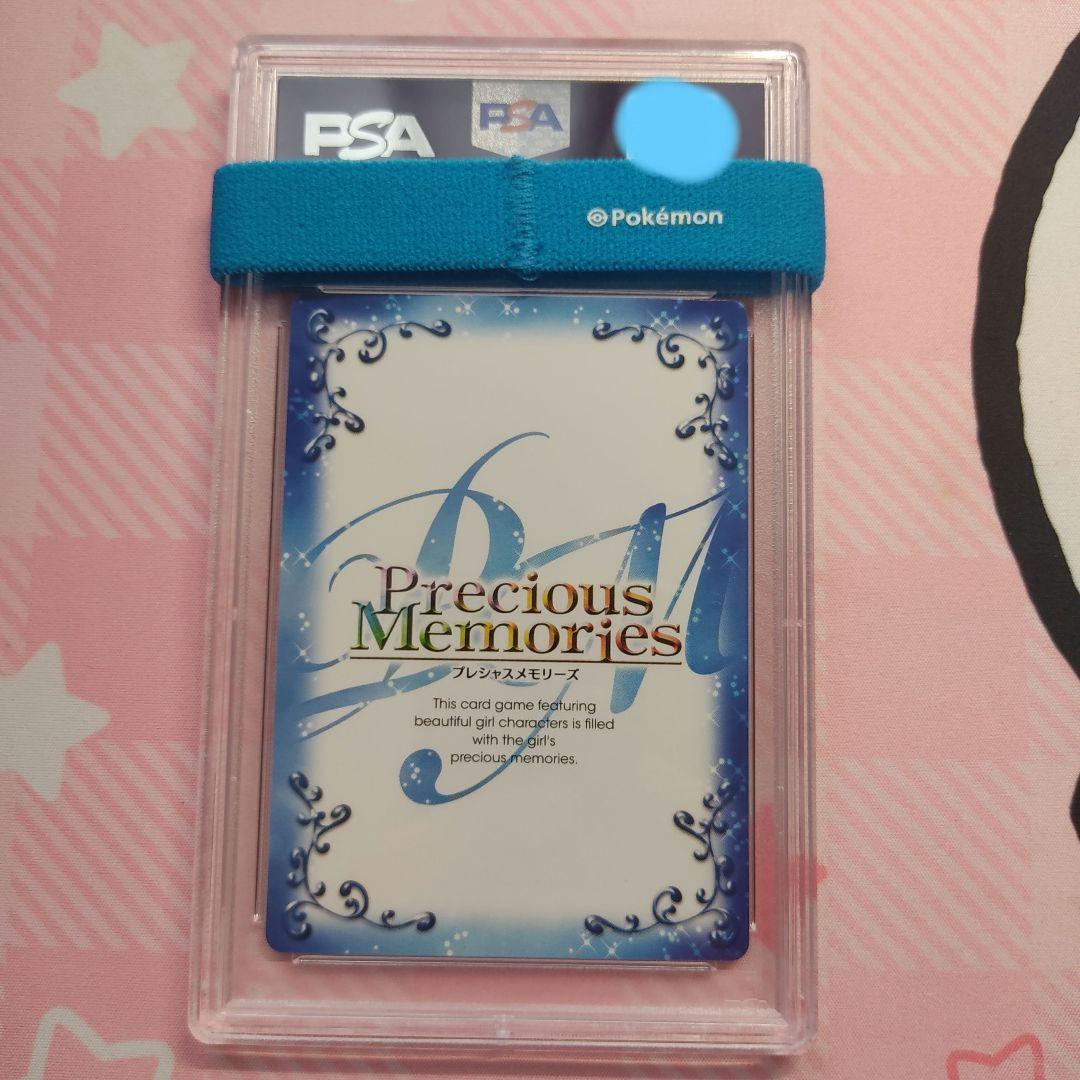 PSA
PSA
Pokémon
PM
Precious
Memories
プレシャスメモリーズ
This card game featuring
beautiful girl characters is filled
with the girl's
precious memories.